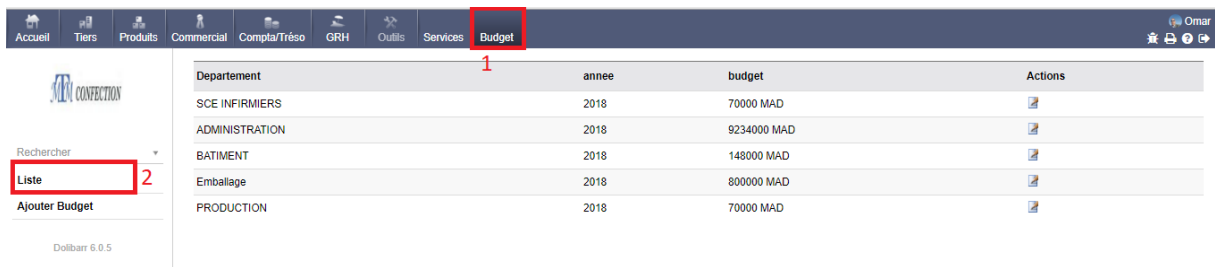 Accueil Tiers Produits Commercial Compta/Tréso GRH Outils Services Budget Omar
1
MTM CONFECTION
Rechercher
Liste 2
Ajouter Budget
Dolibarr 6.0.5
Departement annee budget Actions
SCE INFIRMIERS 2018 70000 MAD
ADMINISTRATION 2018 9234000 MAD
BATIMENT 2018 148000 MAD
Emballage 2018 800000 MAD
PRODUCTION 2018 70000 MAD